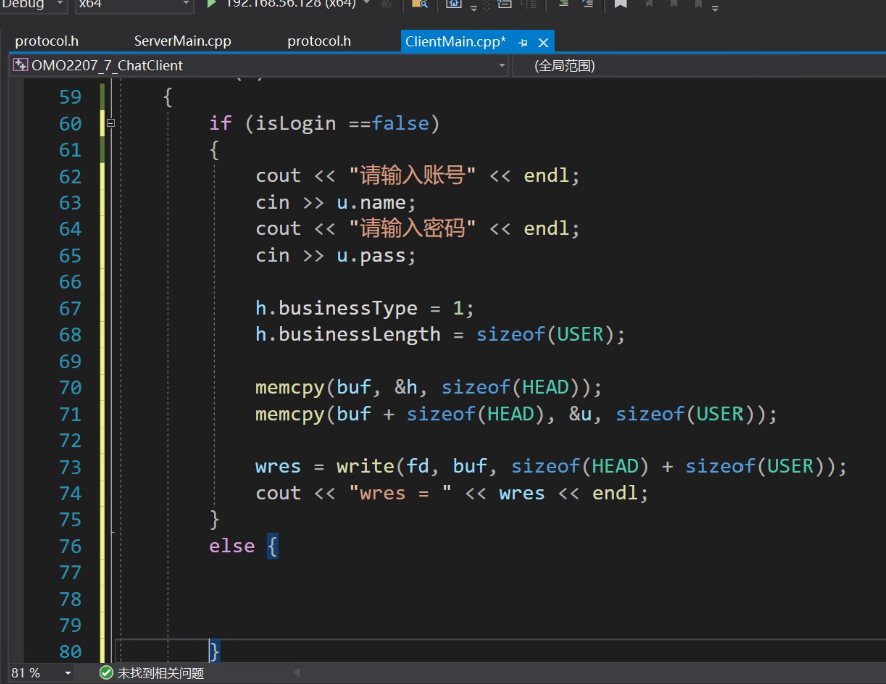 Debug x64 192.168.56.128 (x64)
protocol.h ServerMain.cpp protocol.h ClientMain.cpp*
OMO2207_7_ChatClient (全局范围)
59 {
60 if (isLogin ==false)
61 {
62 cout << "请输入账号" << endl;
63 cin >> u.name;
64 cout << "请输入密码" << endl;
65 cin >> u.pass;
66
67 h.businessType = 1;
68 h.businessLength = sizeof(USER);
69
70 memcpy(buf, &h, sizeof(HEAD));
71 memcpy(buf + sizeof(HEAD), &u, sizeof(USER));
72
73 wres = write(fd, buf, sizeof(HEAD) + sizeof(USER));
74 cout << "wres = " << wres << endl;
75 }
76 else {
77
78
79
80 }
81 % 未找到相关问题